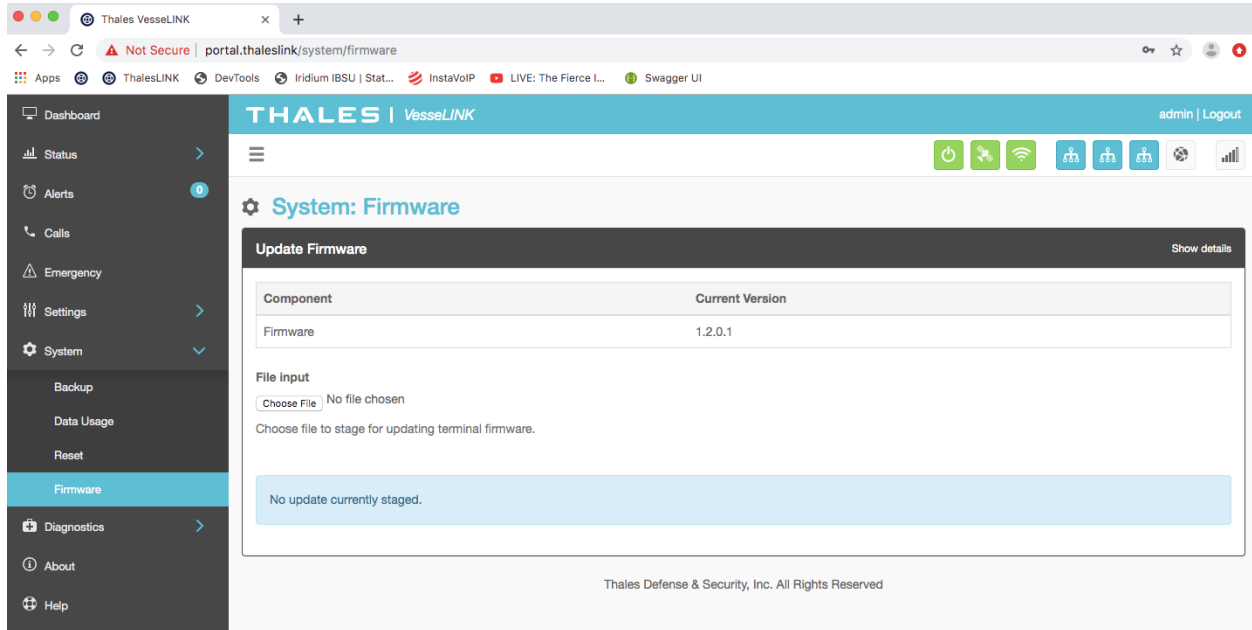 Thales VesseLINK
Not Secure | portal.thaleslink/system/firmware
Apps ThalesLINK DevTools Iridium IBSU | Stat... InstaVoIP LIVE: The Fierce I... Swagger UI
Dashboard
Status
Alerts 0
Calls
Emergency
Settings
System
Backup
Data Usage
Reset
Firmware
Diagnostics
About
Help
THALES | VesseLINK admin | Logout
System: Firmware
Update Firmware Show details
Component Current Version
Firmware 1.2.0.1
File input
Choose File No file chosen
Choose file to stage for updating terminal firmware.
No update currently staged.
Thales Defense & Security, Inc. All Rights Reserved